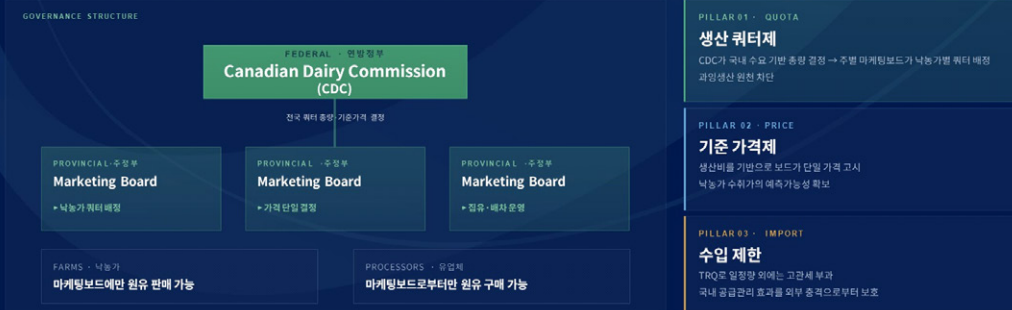 GOVERNANCE STRUCTURE
FEDERAL · 연방정부
Canadian Dairy Commission
(CDC)
전국 쿼터 총량·기준가격 결정
PROVINCIAL·주정부
Marketing Board
▸낙농가 쿼터 배정
PROVINCIAL ·주정부
Marketing Board
▸가격 단일 결정
PROVINCIAL ·주정부
Marketing Board
▸집유·배차 운영
FARMS · 낙농가
마케팅보드에만 원유 판매 가능
PROCESSORS · 유업체
마케팅보드로부터만 원유 구매 가능
PILLAR 01 · QUOTA
생산 쿼터제
CDC가 국내 수요 기반 총량 결정 → 주별 마케팅보드가 낙농가별 쿼터 배정
과잉생산 원천 차단
PILLAR 02 · PRICE
기준 가격제
생산비를 기반으로 보드가 단일 가격 고시
낙농가 수취가의 예측가능성 확보
PILLAR 03 · IMPORT
수입 제한
TRQ로 일정량 외에는 고관세 부과
국내 공급관리 효과를 외부 충격으로부터 보호